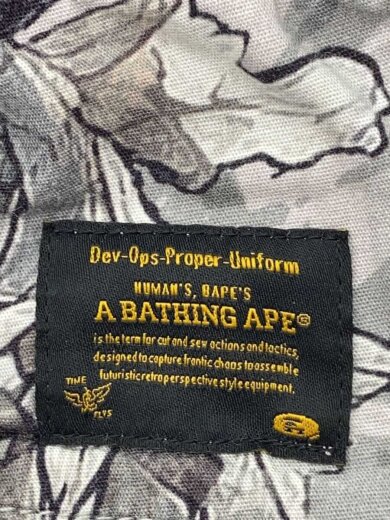 Dev-Ops-Proper-Uniform
HUMAN'S, BAPE'S
A BATHING APE®
is the term for cut and sew actions and tactics,
designed to capture frantic chaos to assemble
futuristic retro perspective style equipment.
TIME
FLYS